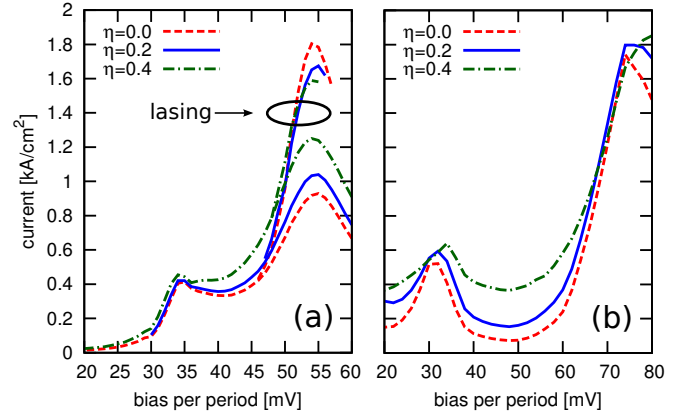 η=0.0
η=0.2
η=0.4
lasing
(a)
current [kA/cm²]
0
0.2
0.4
0.6
0.8
1
1.2
1.4
1.6
1.8
2
20 25 30 35 40 45 50 55 60
bias per period [mV]
η=0.0
η=0.2
η=0.4
(b)
20 30 40 50 60 70 80
bias per period [mV]